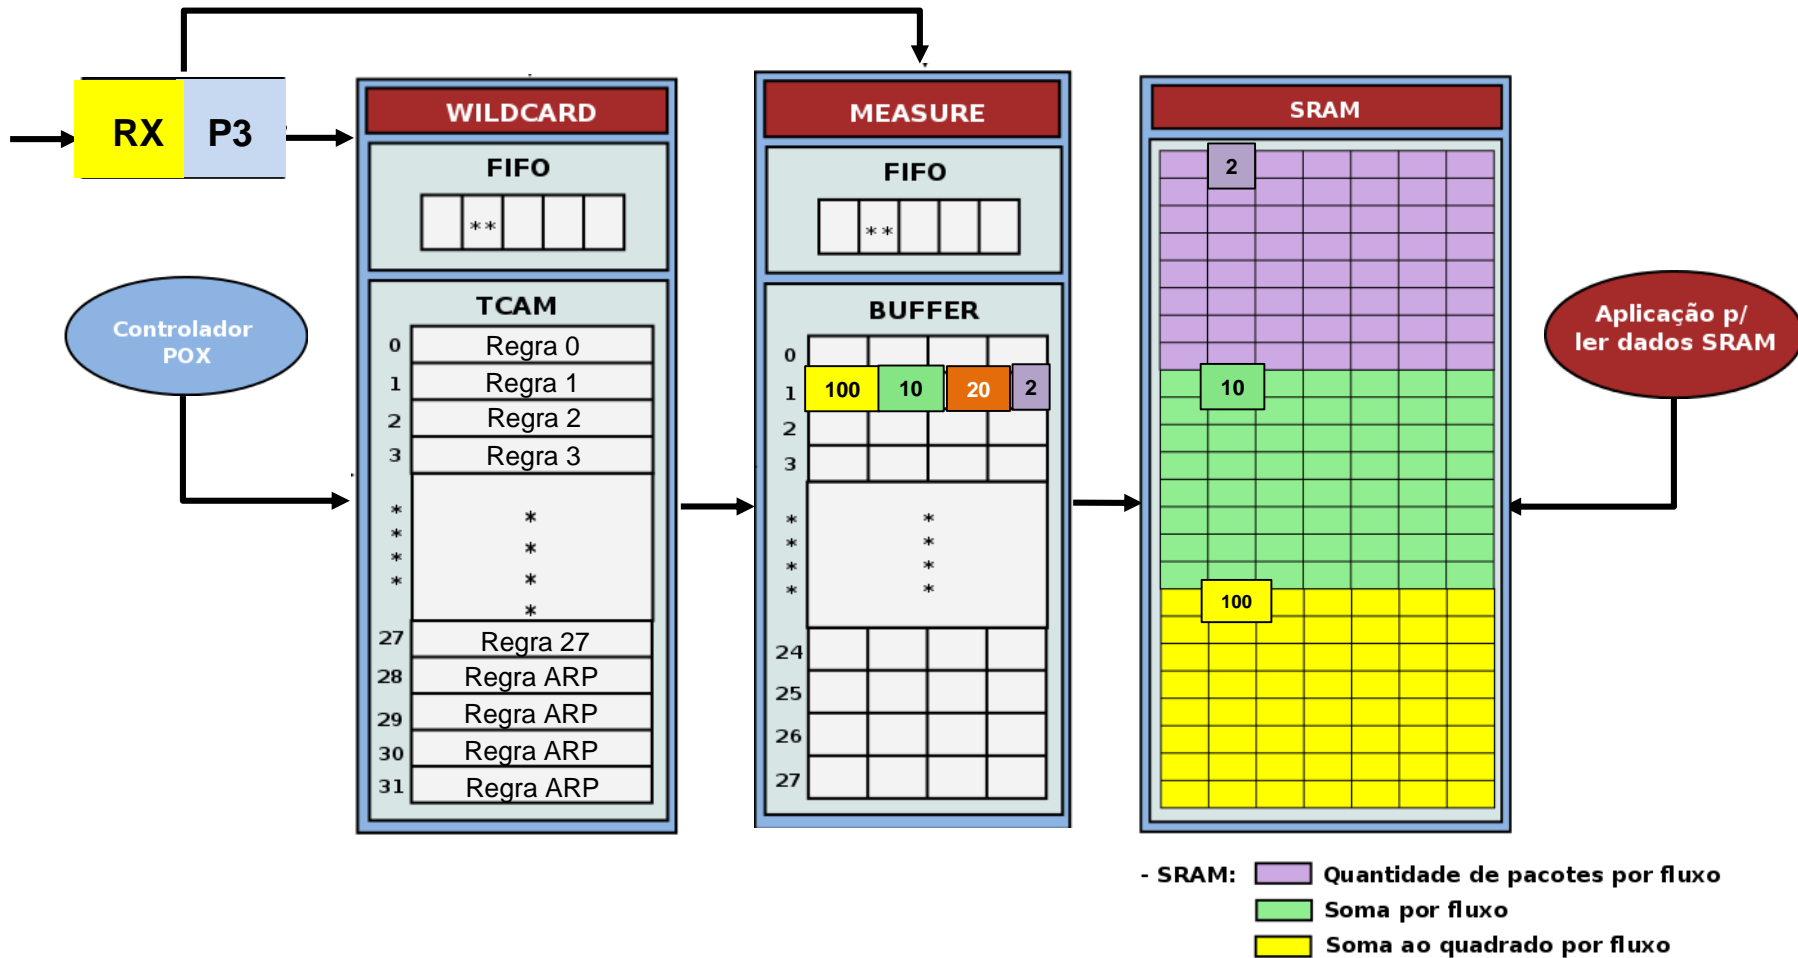 RX P3
WILDCARD
FIFO
**
TCAM
0 Regra 0
1 Regra 1
2 Regra 2
3 Regra 3
* *
* *
* *
* *
27 Regra 27
28 Regra ARP
29 Regra ARP
30 Regra ARP
31 Regra ARP
Controlador
POX
MEASURE
FIFO
**
BUFFER
0
1 100 10 20 2
2
3
* *
* *
* *
* *
24
25
26
27
SRAM
2
10
100
Aplicação p/
ler dados SRAM
- SRAM: Quantidade de pacotes por fluxo
Soma por fluxo
Soma ao quadrado por fluxo